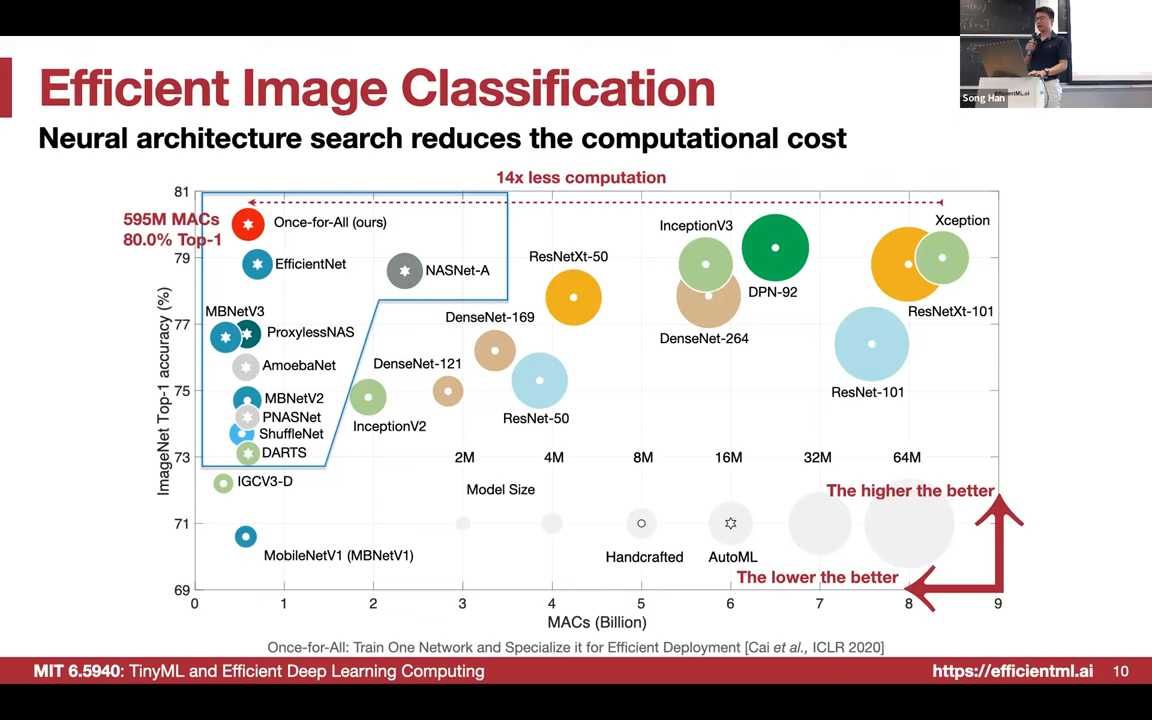 Efficient Image Classification
Neural architecture search reduces the computational cost
Song Han
EfficientML.ai
14x less computation
595M MACs
80.0% Top-1
Once-for-All (ours)
EfficientNet
NASNet-A
MBNetV3
ProxylessNAS
AmoebaNet
MBNetV2
PNASNet
ShuffleNet
DARTS
IGCV3-D
MobileNetV1 (MBNetV1)
InceptionV2
DenseNet-121
DenseNet-169
ResNet-50
ResNetXt-50
InceptionV3
DenseNet-264
DPN-92
Xception
ResNetXt-101
ResNet-101
2M 4M 8M 16M 32M 64M
Model Size
Handcrafted
AutoML
The higher the better
The lower the better
ImageNet Top-1 accuracy (%)
81
79
77
75
73
71
69
0 1 2 3 4 5 6 7 8 9
MACs (Billion)
Once-for-All: Train One Network and Specialize it for Efficient Deployment [Cai et al., ICLR 2020]
MIT 6.5940: TinyML and Efficient Deep Learning Computing
https://efficientml.ai
10